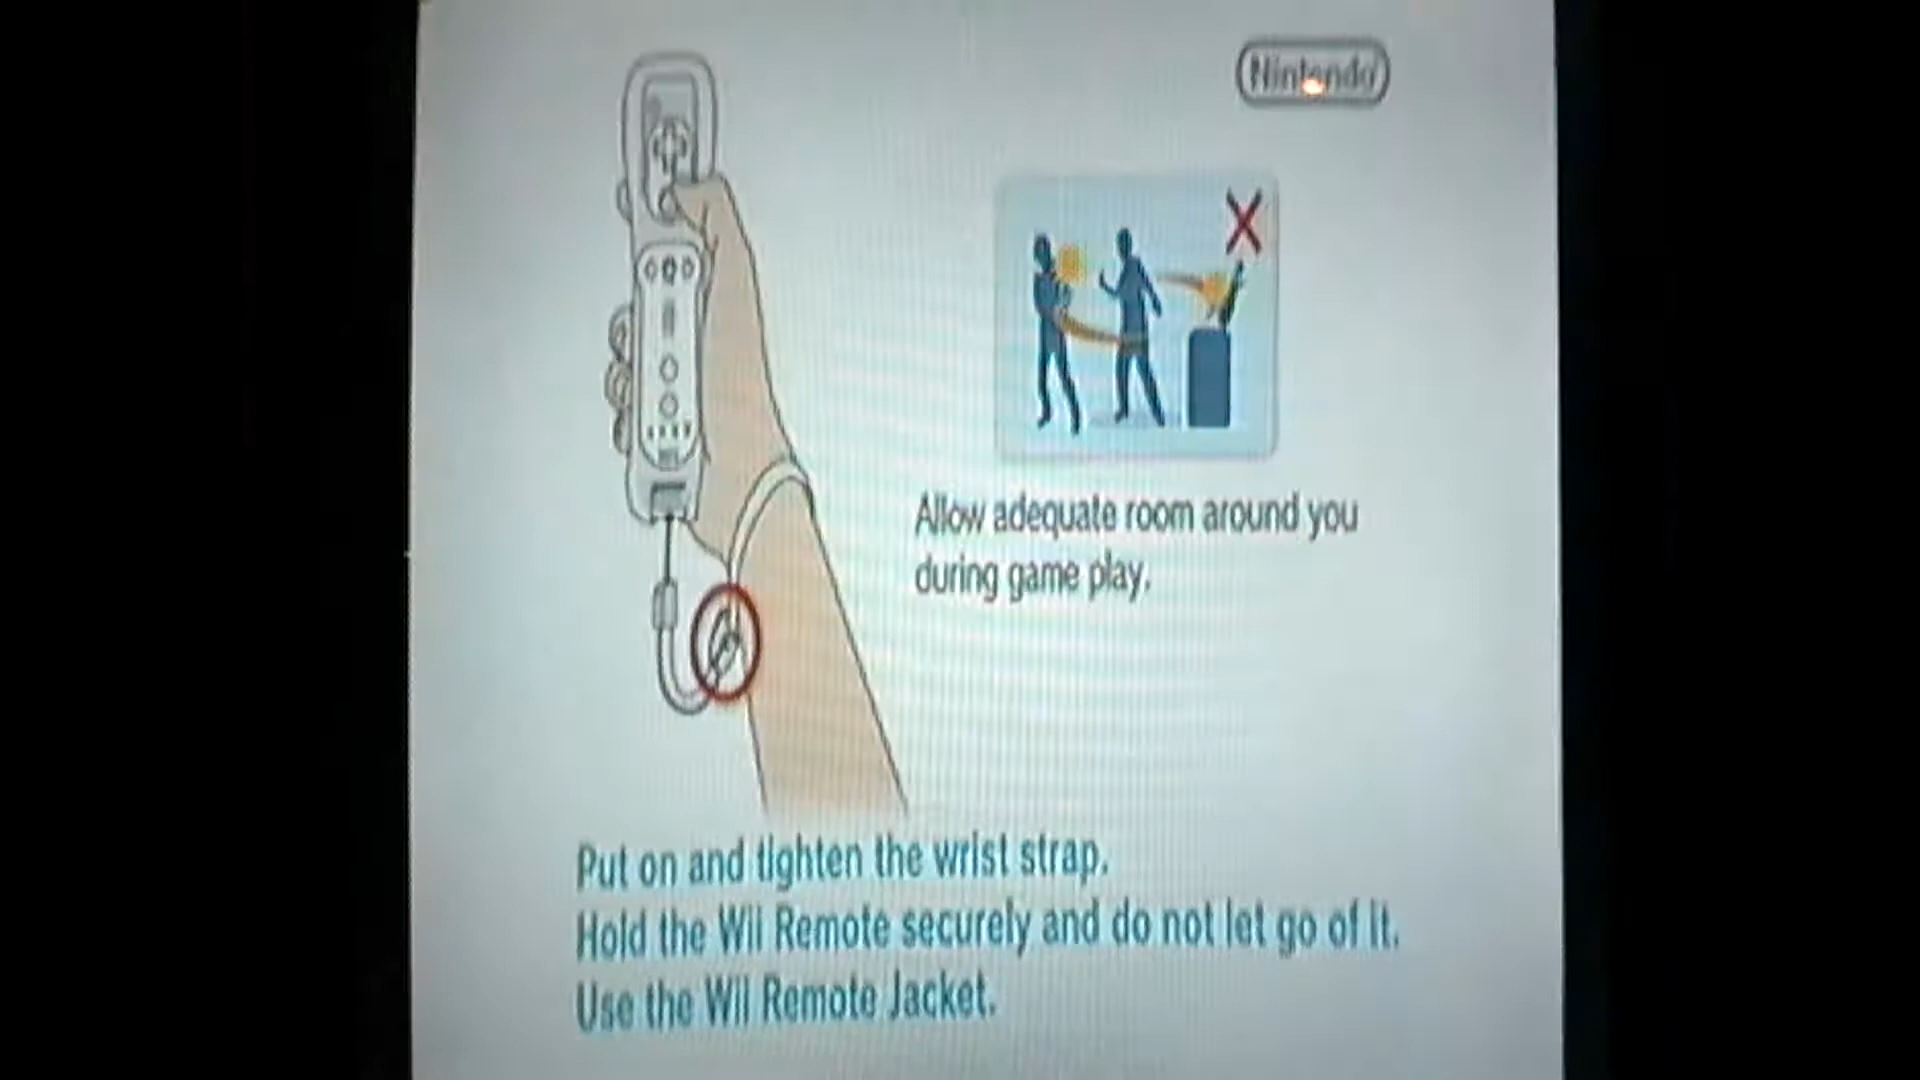 Nintendo
Allow adequate room around you
during game play.
Put on and tighten the wrist strap.
Hold the Wii Remote securely and do not let go of it.
Use the Wii Remote Jacket.